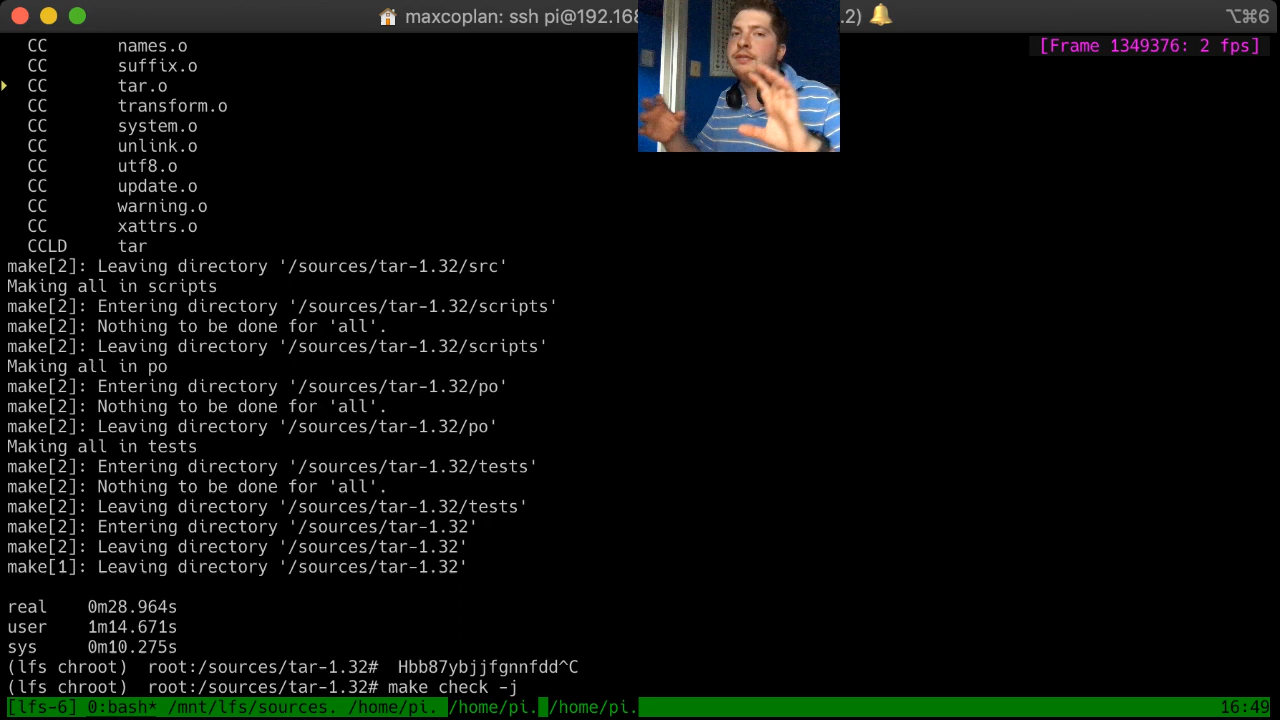 maxcoplan: ssh pi@192.168 .2)
⌥⌘6
[Frame 1349376: 2 fps]
CC names.o
CC suffix.o
CC tar.o
CC transform.o
CC system.o
CC unlink.o
CC utf8.o
CC update.o
CC warning.o
CC xattrs.o
CCLD tar
make[2]: Leaving directory '/sources/tar-1.32/src'
Making all in scripts
make[2]: Entering directory '/sources/tar-1.32/scripts'
make[2]: Nothing to be done for 'all'.
make[2]: Leaving directory '/sources/tar-1.32/scripts'
Making all in po
make[2]: Entering directory '/sources/tar-1.32/po'
make[2]: Nothing to be done for 'all'.
make[2]: Leaving directory '/sources/tar-1.32/po'
Making all in tests
make[2]: Entering directory '/sources/tar-1.32/tests'
make[2]: Nothing to be done for 'all'.
make[2]: Leaving directory '/sources/tar-1.32/tests'
make[2]: Entering directory '/sources/tar-1.32'
make[2]: Leaving directory '/sources/tar-1.32'
make[1]: Leaving directory '/sources/tar-1.32'
real 0m28.964s
user 1m14.671s
sys 0m10.275s
(lfs chroot) root:/sources/tar-1.32# Hbb87ybjjfgnnfdd^C
(lfs chroot) root:/sources/tar-1.32# make check -j
[lfs-6] 0:bash* /mnt/lfs/sources. /home/pi. /home/pi. /home/pi. 16:49